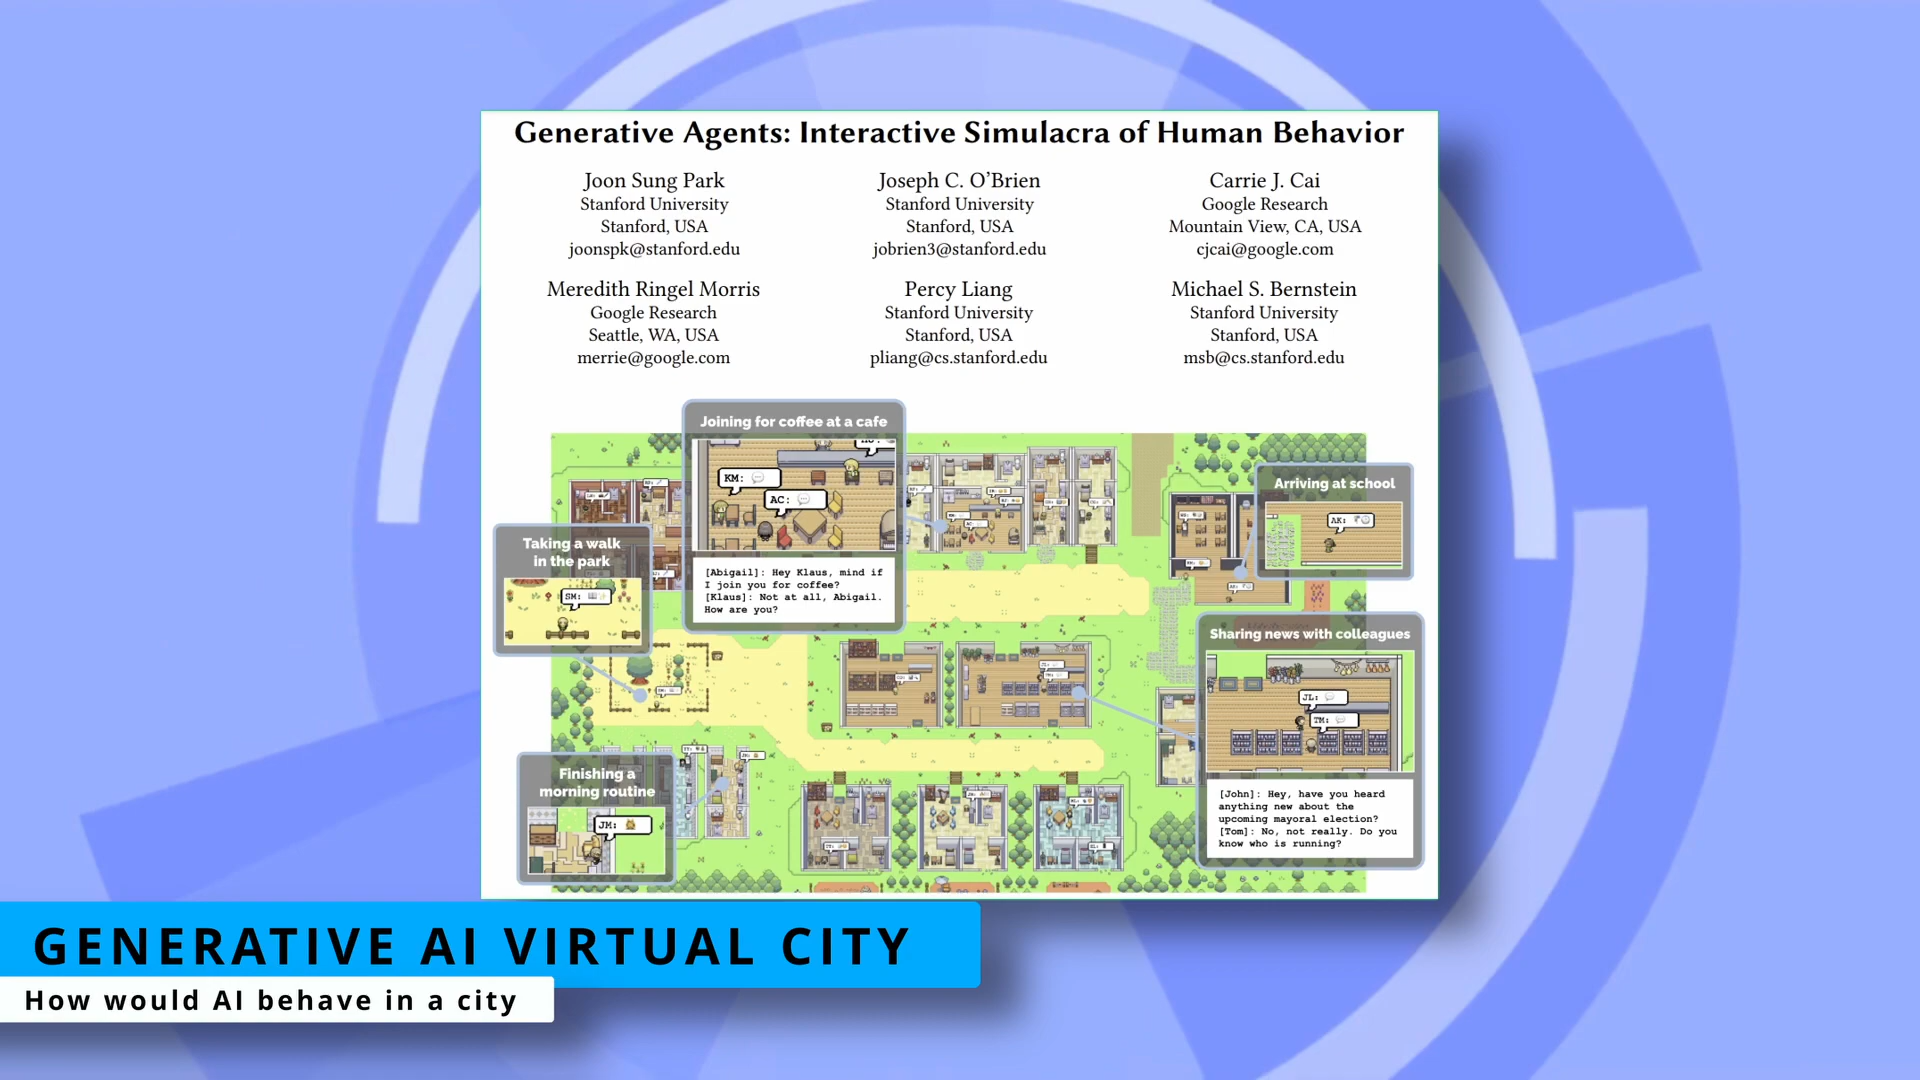 Generative Agents: Interactive Simulacra of Human Behavior
Joon Sung Park
Stanford University
Stanford, USA
joonspk@stanford.edu
Joseph C. O'Brien
Stanford University
Stanford, USA
jobrien3@stanford.edu
Carrie J. Cai
Google Research
Mountain View, CA, USA
cjcai@google.com
Meredith Ringel Morris
Google Research
Seattle, WA, USA
merrie@google.com
Percy Liang
Stanford University
Stanford, USA
pliang@cs.stanford.edu
Michael S. Bernstein
Stanford University
Stanford, USA
msb@cs.stanford.edu
Joining for coffee at a cafe
KM:
AC:
[Abigail]: Hey Klaus, mind if
I join you for coffee?
[Klaus]: Not at all, Abigail.
How are you?
Arriving at school
AK:
Taking a walk
in the park
SM:
Sharing news with colleagues
JL:
TM:
[John]: Hey, have you heard
anything new about the
upcoming mayoral election?
[Tom]: No, not really. Do you
know who is running?
Finishing a
morning routine
JM:
GENERATIVE AI VIRTUAL CITY
How would AI behave in a city